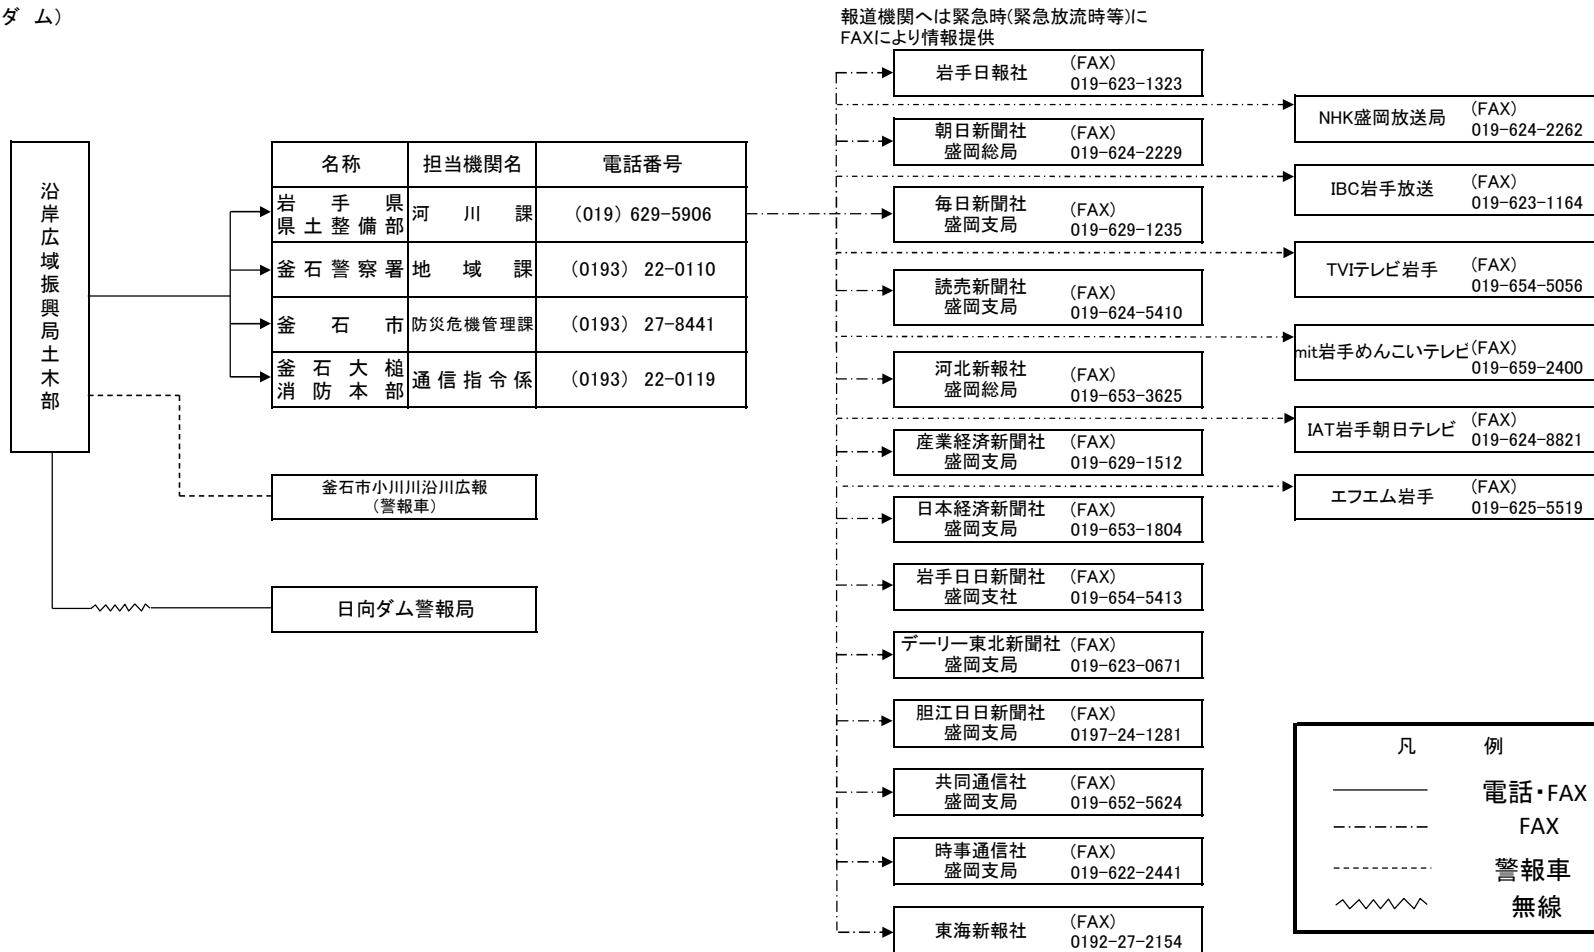 ダ ム）
報道機関へは緊急時(緊急放流時等)に
FAXにより情報提供
沿岸広域振興局土木部
名称 担当機関名 電話番号
岩手県
県土整備部 河川課 (019) 629-5906
釜石警察署 地域課 (0193) 22-0110
釜石市 防災危機管理課 (0193) 27-8441
釜石大槌
消防本部 通信指令係 (0193) 22-0119
釜石市小川川沿川広報
(警報車)
日向ダム警報局
岩手日報社 (FAX)
019-623-1323
朝日新聞社 (FAX)
盛岡総局 019-624-2229
毎日新聞社 (FAX)
盛岡支局 019-629-1235
読売新聞社 (FAX)
盛岡支局 019-624-5410
河北新報社 (FAX)
盛岡総局 019-653-3625
産業経済新聞社 (FAX)
盛岡支局 019-629-1512
日本経済新聞社 (FAX)
盛岡支局 019-653-1804
岩手日日新聞社 (FAX)
盛岡支社 019-654-5413
デーリー東北新聞社 (FAX)
盛岡支局 019-623-0671
胆江日日新聞社 (FAX)
盛岡支局 0197-24-1281
共同通信社 (FAX)
盛岡支局 019-652-5624
時事通信社 (FAX)
盛岡支局 019-622-2441
東海新報社 (FAX)
0192-27-2154
NHK盛岡放送局 (FAX)
019-624-2262
IBC岩手放送 (FAX)
019-623-1164
TVIテレビ岩手 (FAX)
019-654-5056
mit岩手めんこいテレビ (FAX)
019-659-2400
IAT岩手朝日テレビ (FAX)
019-624-8821
エフエム岩手 (FAX)
019-625-5519
凡例
電話・FAX
FAX
警報車
無線